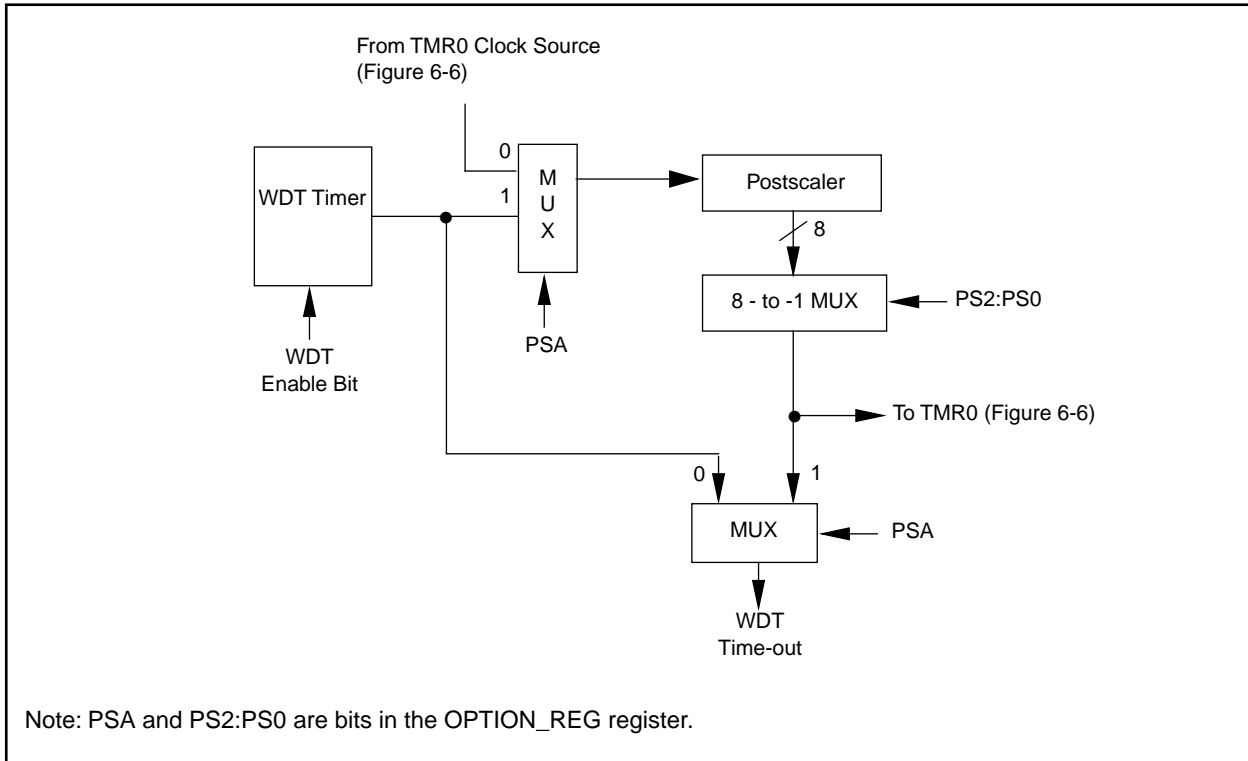 From TMR0 Clock Source
(Figure 6-6)
0
1
M
U
X
WDT Timer
Postscaler
8
8 - to -1 MUX
PS2:PS0
PSA
WDT
Enable Bit
To TMR0 (Figure 6-6)
0
1
MUX
PSA
WDT
Time-out
Note: PSA and PS2:PS0 are bits in the OPTION_REG register.